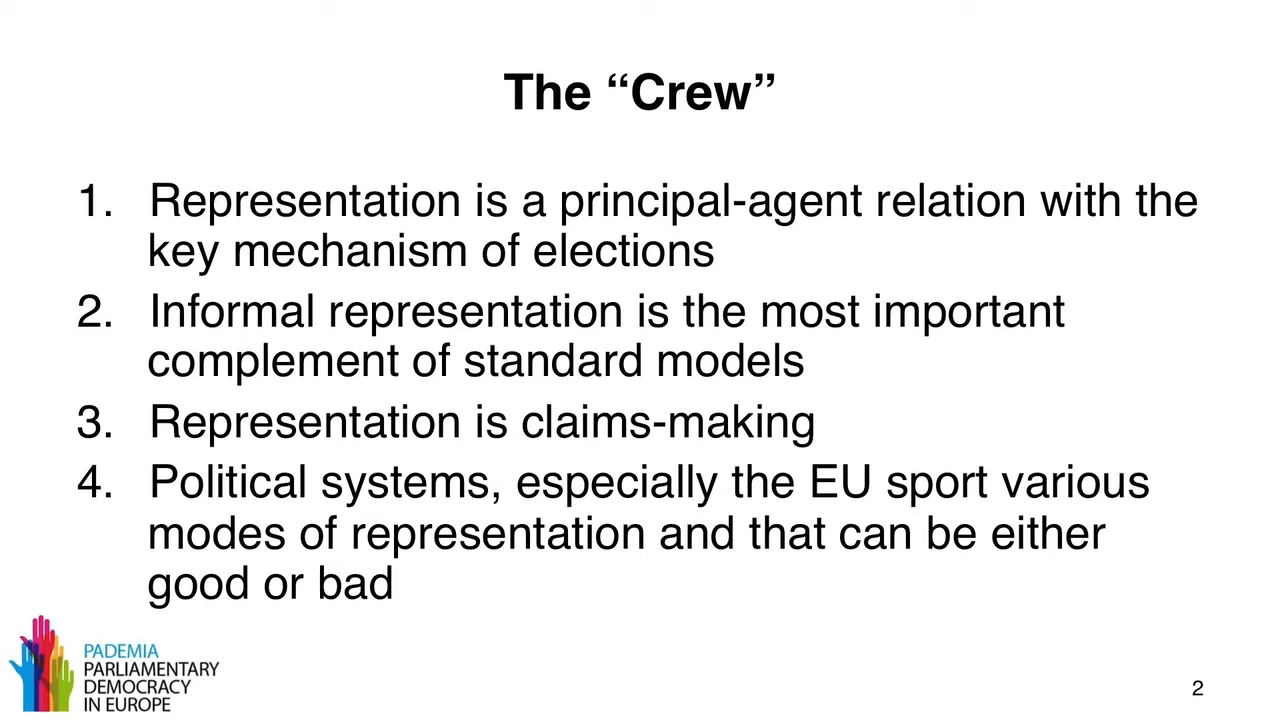 The “Crew”
1. Representation is a principal-agent relation with the
key mechanism of elections
2. Informal representation is the most important
complement of standard models
3. Representation is claims-making
4. Political systems, especially the EU sport various
modes of representation and that can be either
good or bad
PADEMIA
PARLIAMENTARY
DEMOCRACY
IN EUROPE
2